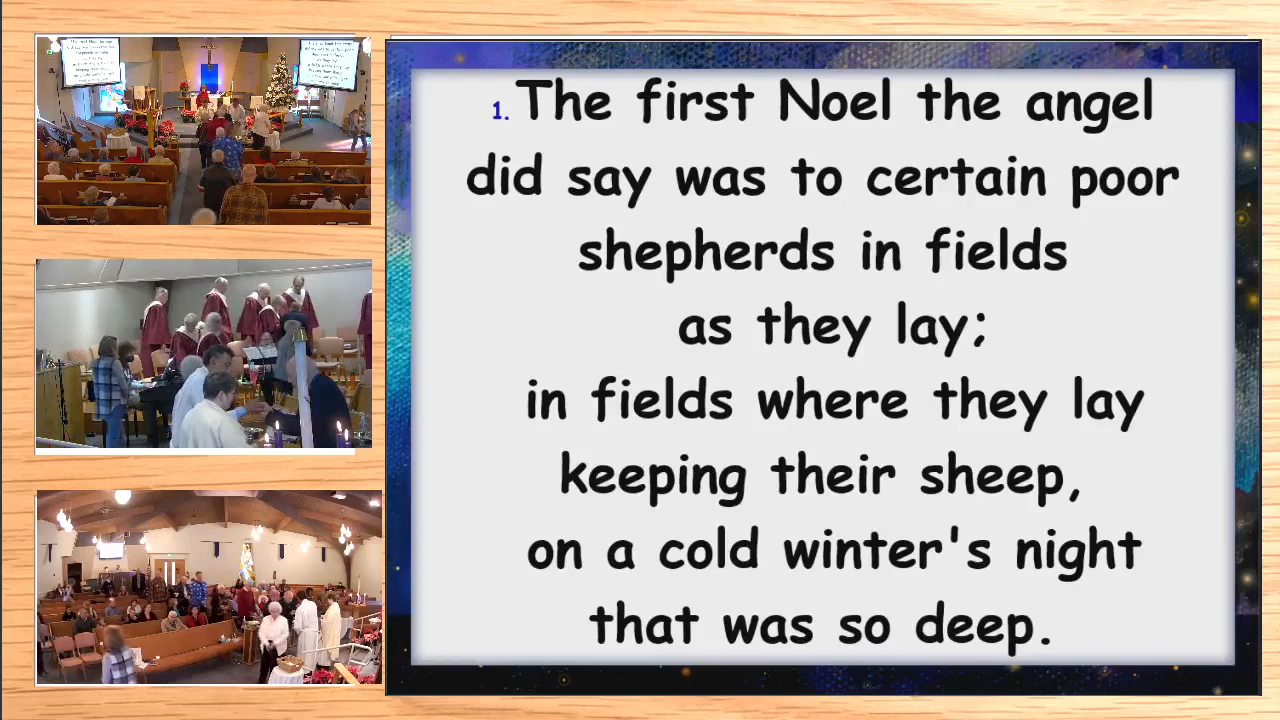 1. The first Noel the angel
did say was to certain poor
shepherds in fields
as they lay;
in fields where they lay
keeping their sheep,
on a cold winter's night
that was so deep.